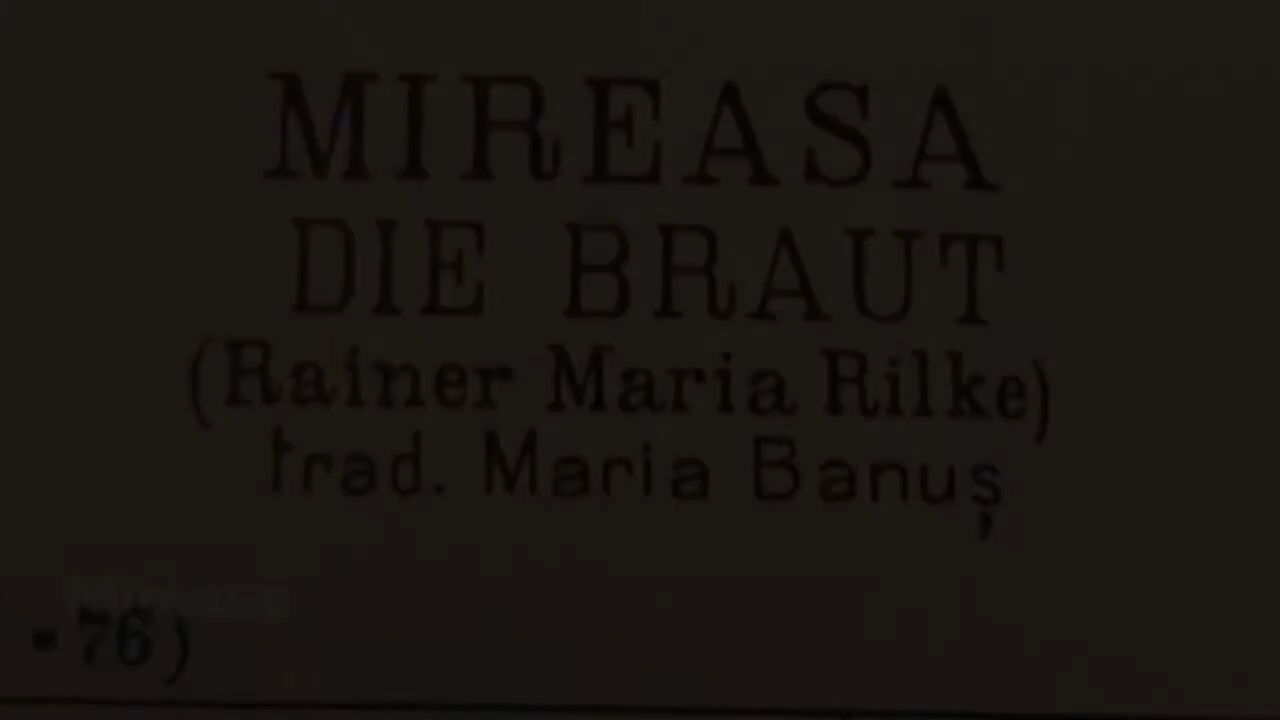 MIREASA
DIE BRAUT
(Rainer Maria Rilke)
trad. Maria Banuș
76)